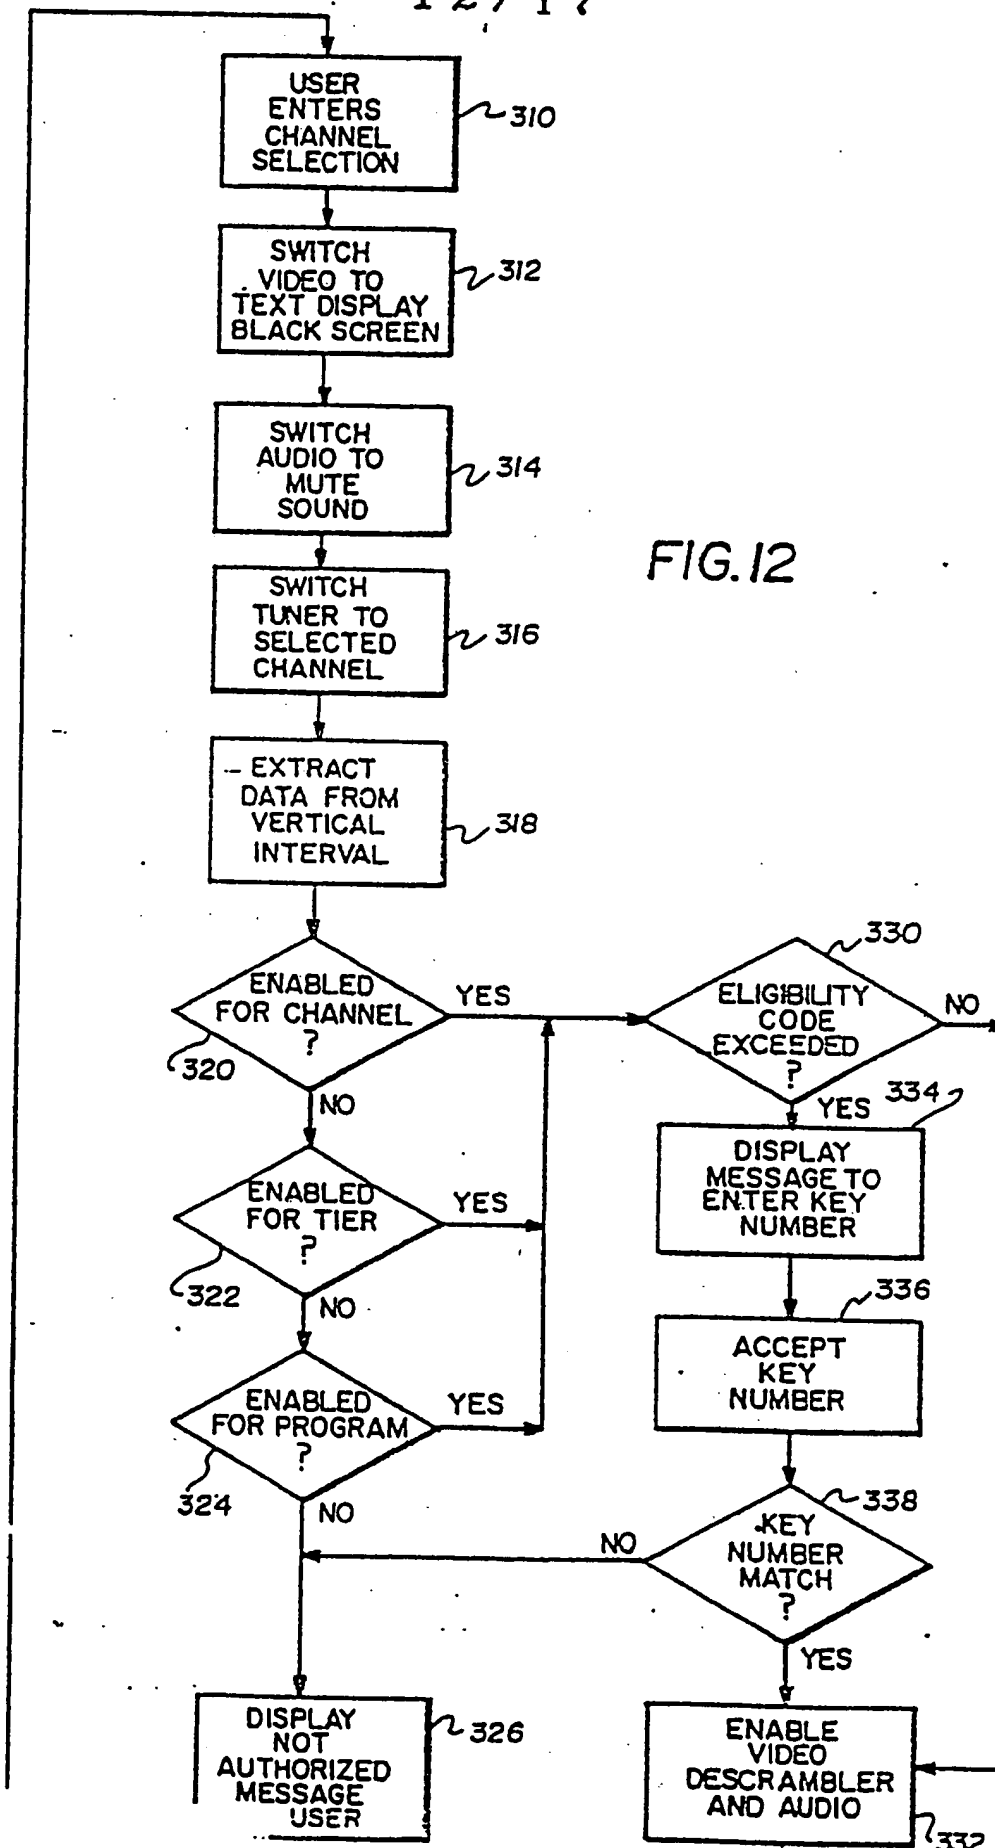 12/17
USER
ENTERS
CHANNEL
SELECTION
310
SWITCH
VIDEO TO
TEXT DISPLAY
BLACK SCREEN
312
SWITCH
AUDIO TO
MUTE
SOUND
314
FIG.12
SWITCH
TUNER TO
SELECTED
CHANNEL
316
EXTRACT
DATA FROM
VERTICAL
INTERVAL
318
ENABLED
FOR CHANNEL
?
320
YES
NO
330
ELIGIBILITY
CODE
EXCEEDED
?
NO
YES
334
DISPLAY
MESSAGE TO
ENTER KEY
NUMBER
ENABLED
FOR TIER
?
322
YES
NO
336
ACCEPT
KEY
NUMBER
ENABLED
FOR PROGRAM
?
324
YES
NO
338
KEY
NUMBER
MATCH
?
NO
YES
DISPLAY
NOT
AUTHORIZED
MESSAGE
USER
326
ENABLE
VIDEO
DESCRAMBLER
AND AUDIO
332